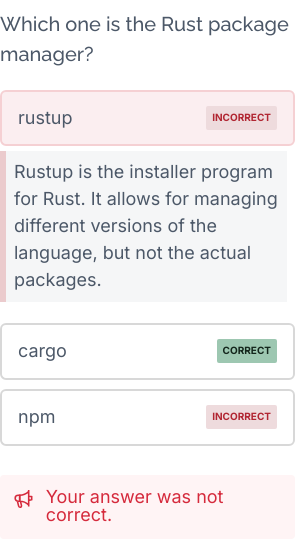 Which one is the Rust package
manager?
rustup INCORRECT
Rustup is the installer program
for Rust. It allows for managing
different versions of the
language, but not the actual
packages.
cargo CORRECT
npm INCORRECT
Your answer was not
correct.